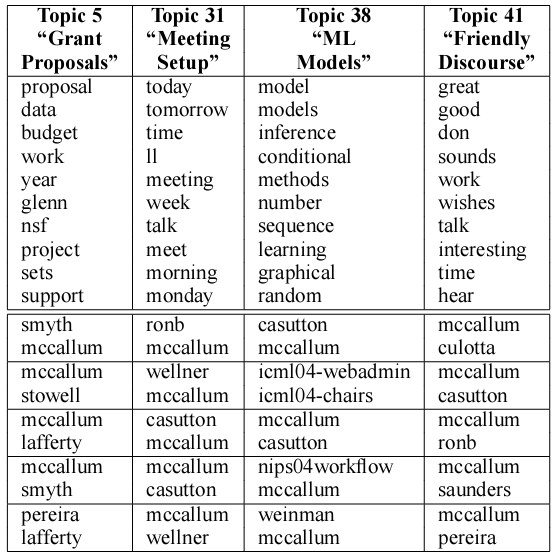 Topic 5 Topic 31 Topic 38 Topic 41
“Grant “Meeting “ML “Friendly
Proposals” Setup” Models” Discourse”
proposal today model great
data tomorrow models good
budget time inference don
work ll conditional sounds
year meeting methods work
glenn week number wishes
nsf talk sequence talk
project meet learning interesting
sets morning graphical time
support monday random hear
smyth ronb casutton mccallum
mccallum mccallum mccallum culotta
mccallum wellner icml04-webadmin mccallum
stowell mccallum icml04-chairs casutton
mccallum casutton mccallum mccallum
lafferty mccallum casutton ronb
mccallum mccallum nips04workflow mccallum
smyth casutton mccallum saunders
pereira mccallum weinman mccallum
lafferty wellner mccallum pereira